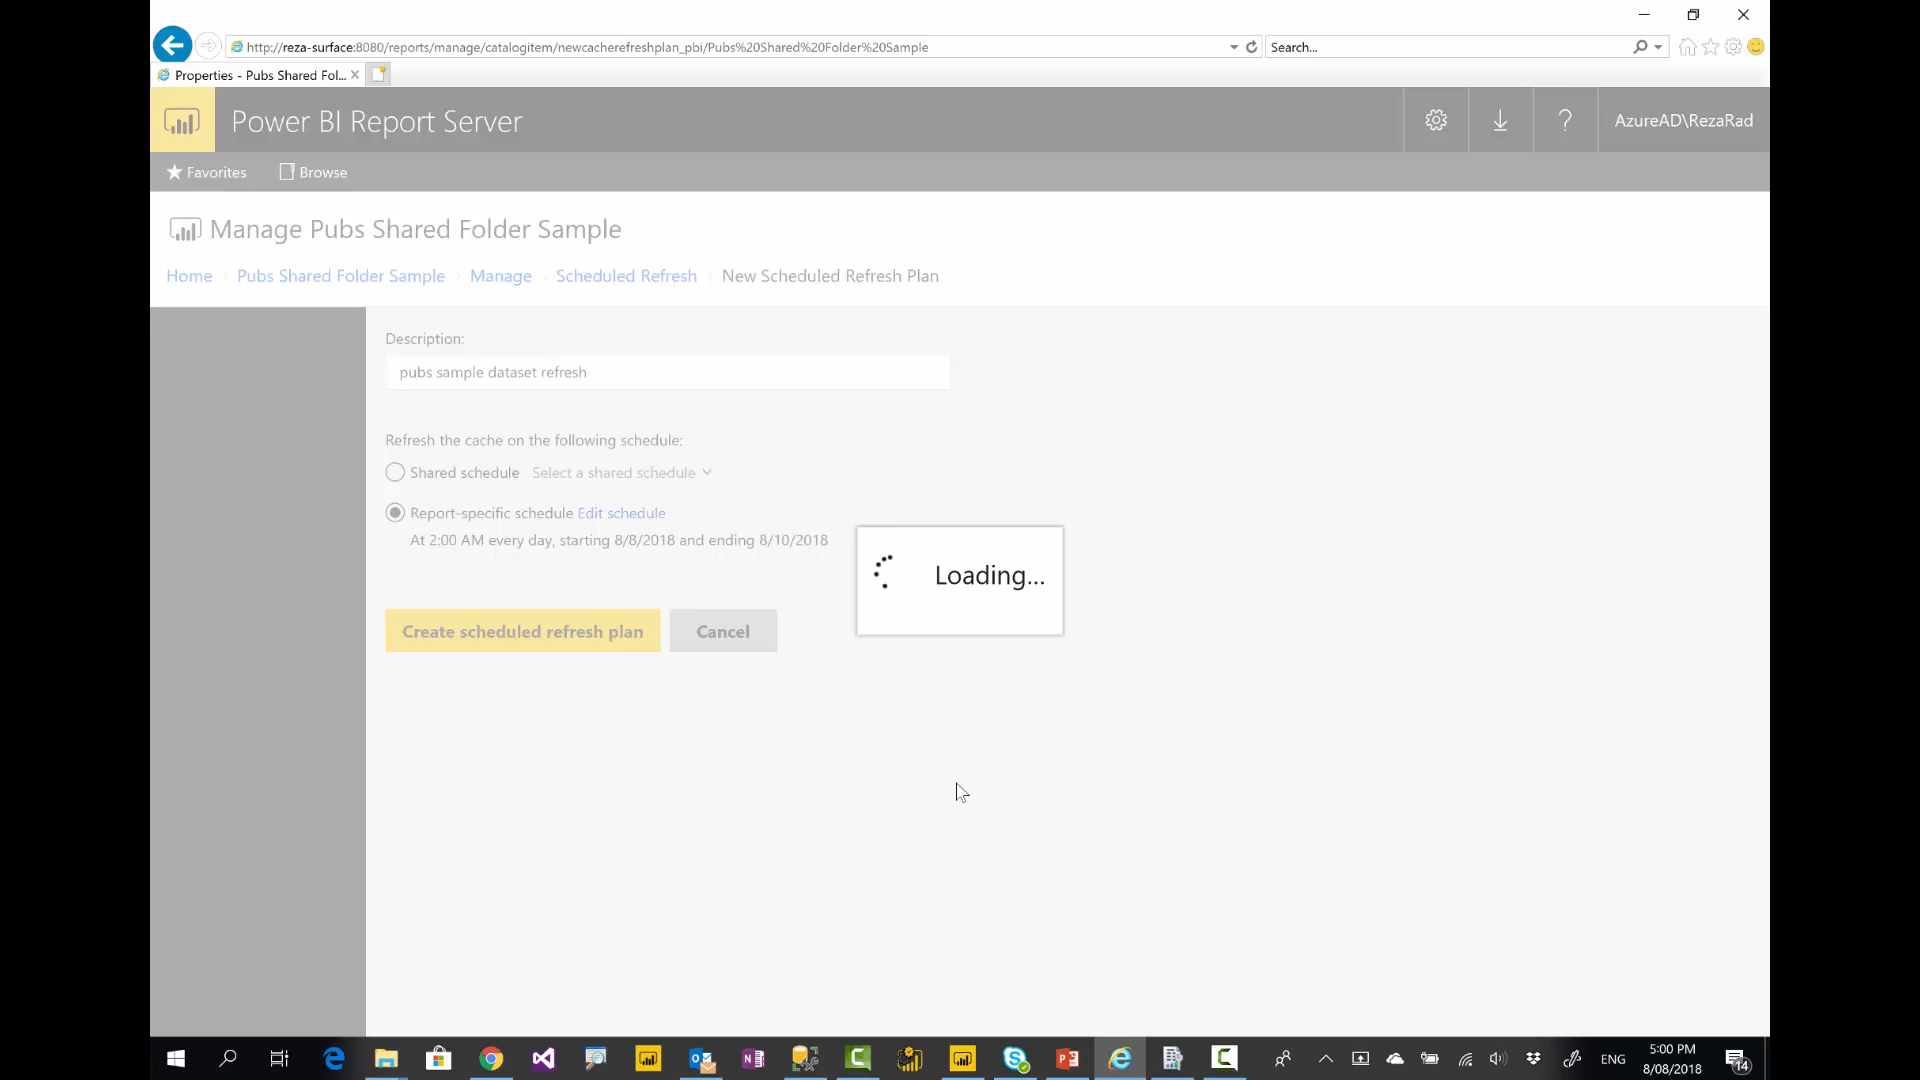 http://reza-surface:8080/reports/manage/catalogitem/newcacherefreshplan_pbi/Pubs%20Shared%20Folder%20Sample
Search...
Properties - Pubs Shared Fol...
Power BI Report Server
AzureAD\RezaRad
Favorites
Browse
Manage Pubs Shared Folder Sample
Home
Pubs Shared Folder Sample
Manage
Scheduled Refresh
New Scheduled Refresh Plan
Description:
pubs sample dataset refresh
Refresh the cache on the following schedule:
Shared schedule Select a shared schedule
Report-specific schedule Edit schedule
At 2:00 AM every day, starting 8/8/2018 and ending 8/10/2018
Loading...
Create scheduled refresh plan
Cancel
ENG
5:00 PM
8/08/2018
14